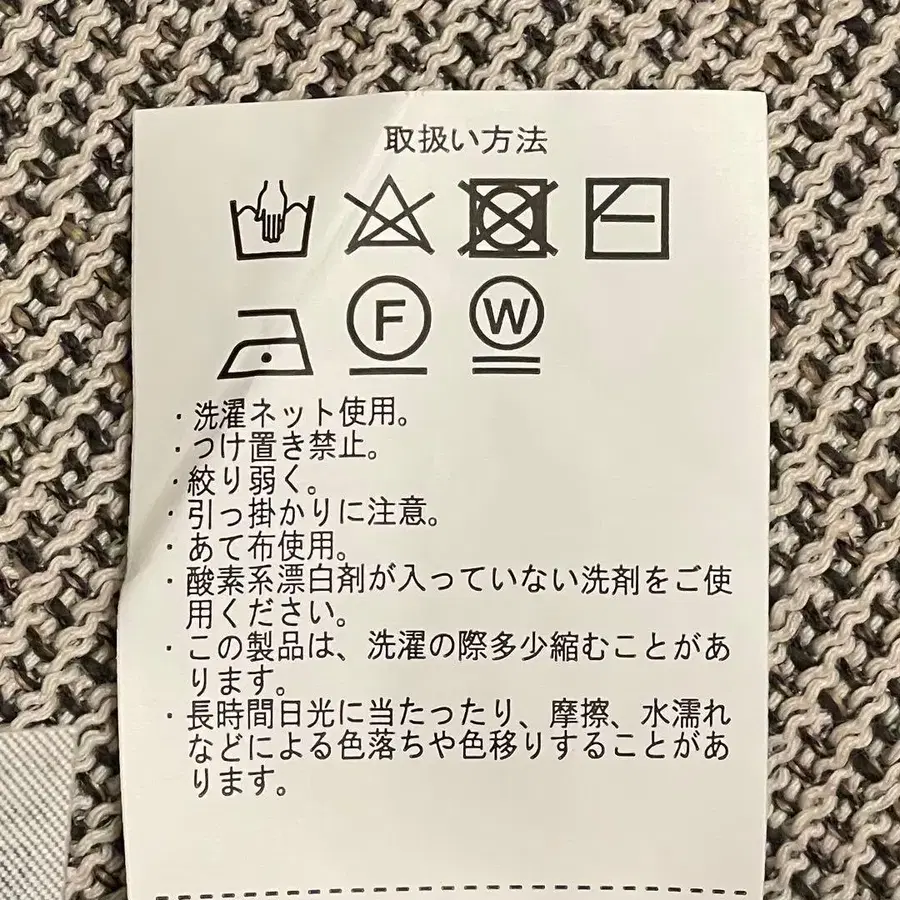 取扱い方法
F W
・洗濯ネット使用。
・つけ置き禁止。
・絞り弱く。
・引っ掛かりに注意。
・あて布使用。
・酸素系漂白剤が入っていない洗剤をご使
用ください。
・この製品は、洗濯の際多少縮むことがあ
ります。
・長時間日光に当たったり、摩擦、水濡れ
などによる色落ちや色移りすることがあ
ります。